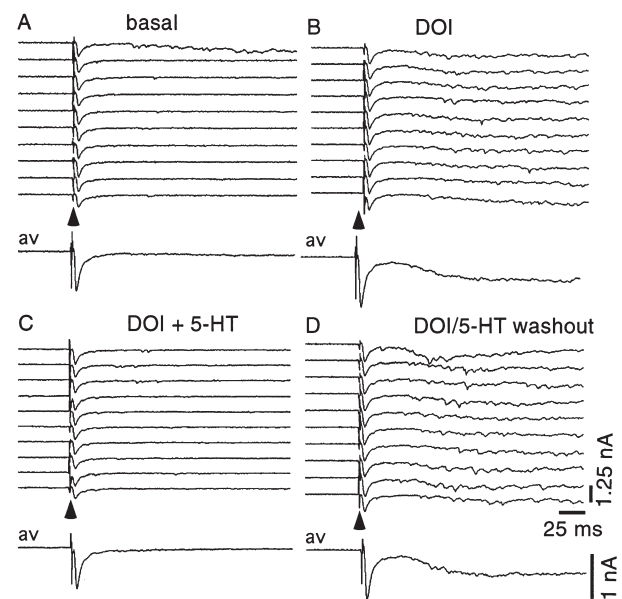 A basal
B DOI
av
av
C DOI + 5-HT
D DOI/5-HT washout
1.25 nA
25 ms
av
av
1 nA